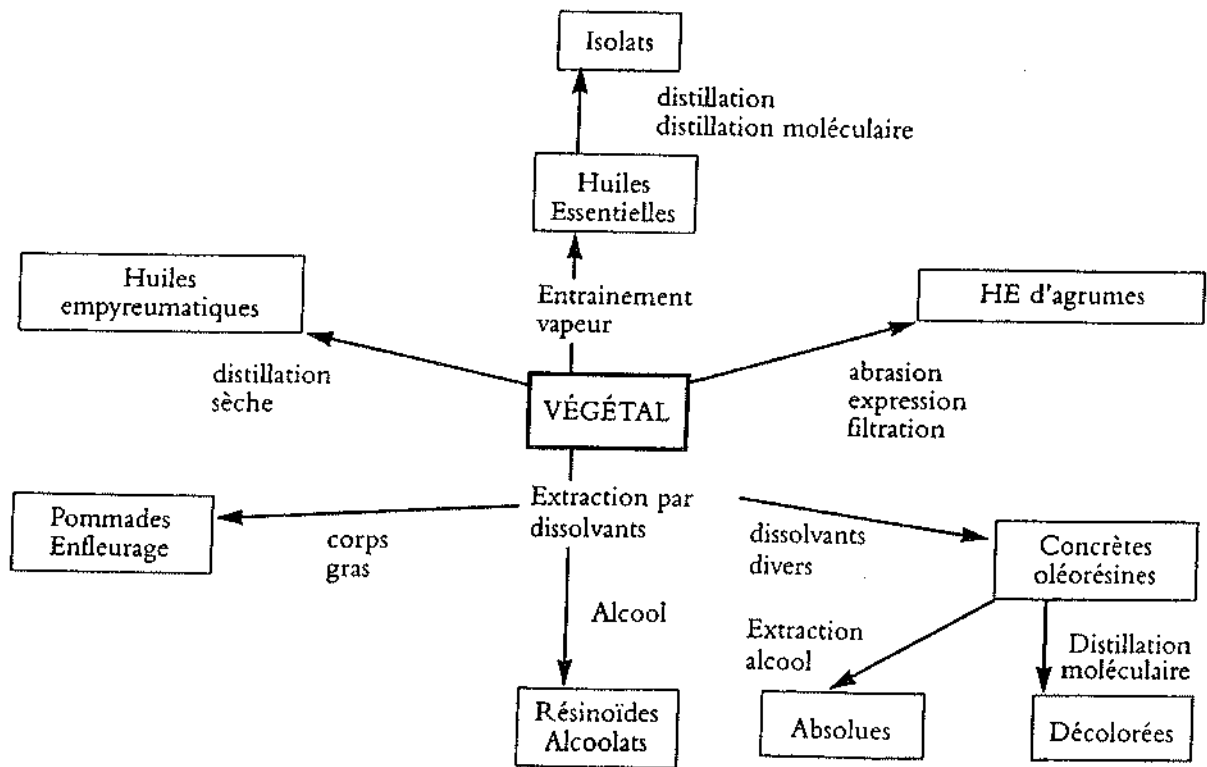 Isolats
distillation
distillation moléculaire
Huiles
Essentielles
Huiles
empyreumatiques
Entrainement
vapeur
HE d'agrumes
distillation
sèche
VÉGÉTAL
abrasion
expression
filtration
Pommades
Enfleurage
corps
gras
Extraction par
dissolvants
dissolvants
divers
Concrètes
oléorésines
Alcool
Extraction
alcool
Distillation
moléculaire
Résinoïdes
Alcoolats
Absolues
Décolorées